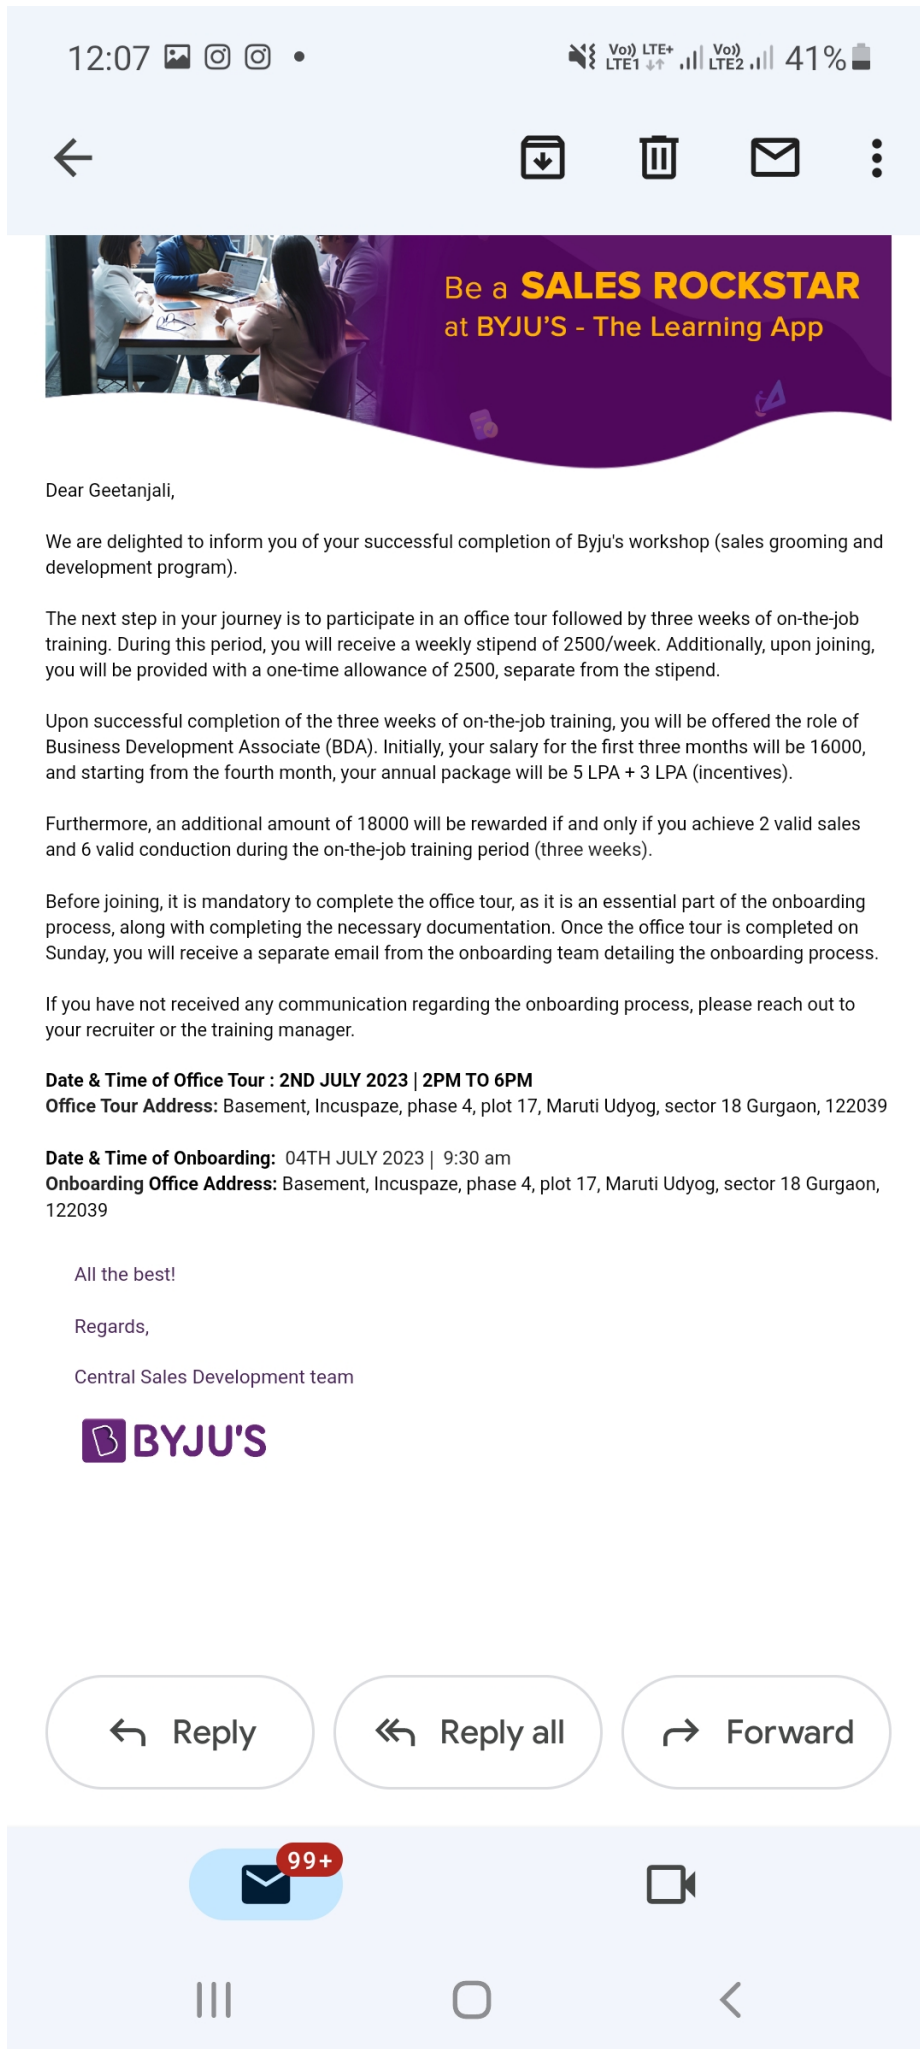 12:07
Vo)) LTE+ Vo)) 41%
LTE1 LTE2
Be a SALES ROCKSTAR
at BYJU'S - The Learning App
Dear Geetanjali,
We are delighted to inform you of your successful completion of Byju's workshop (sales grooming and
development program).
The next step in your journey is to participate in an office tour followed by three weeks of on-the-job
training. During this period, you will receive a weekly stipend of 2500/week. Additionally, upon joining,
you will be provided with a one-time allowance of 2500, separate from the stipend.
Upon successful completion of the three weeks of on-the-job training, you will be offered the role of
Business Development Associate (BDA). Initially, your salary for the first three months will be 16000,
and starting from the fourth month, your annual package will be 5 LPA + 3 LPA (incentives).
Furthermore, an additional amount of 18000 will be rewarded if and only if you achieve 2 valid sales
and 6 valid conduction during the on-the-job training period (three weeks).
Before joining, it is mandatory to complete the office tour, as it is an essential part of the onboarding
process, along with completing the necessary documentation. Once the office tour is completed on
Sunday, you will receive a separate email from the onboarding team detailing the onboarding process.
If you have not received any communication regarding the onboarding process, please reach out to
your recruiter or the training manager.
Date & Time of Office Tour : 2ND JULY 2023 | 2PM TO 6PM
Office Tour Address: Basement, Incuspaze, phase 4, plot 17, Maruti Udyog, sector 18 Gurgaon, 122039
Date & Time of Onboarding: 04TH JULY 2023 | 9:30 am
Onboarding Office Address: Basement, Incuspaze, phase 4, plot 17, Maruti Udyog, sector 18 Gurgaon,
122039
All the best!
Regards,
Central Sales Development team
BYJU'S
Reply Reply all Forward
99+